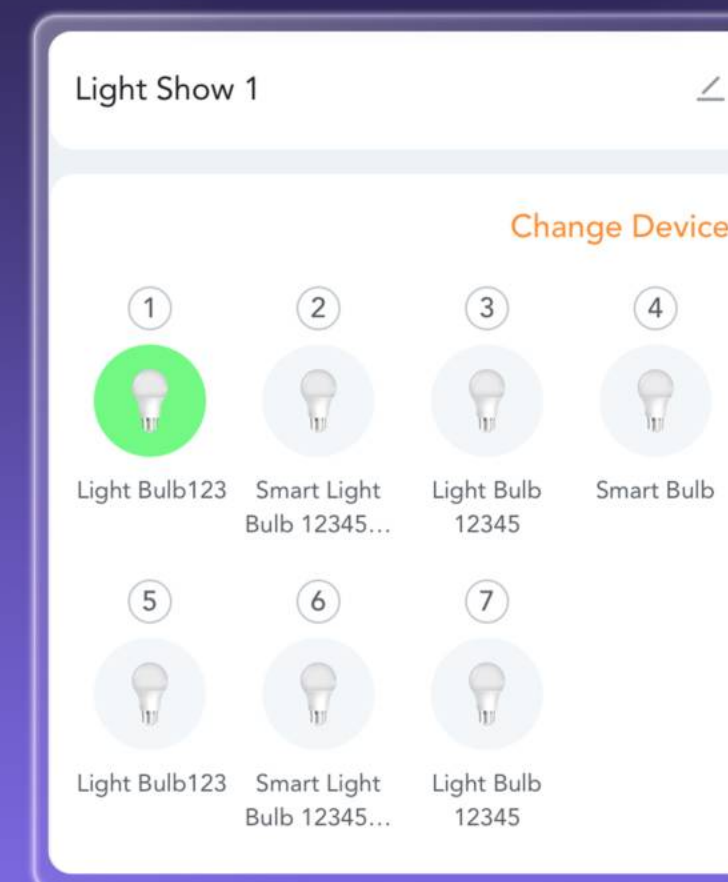 Light Show 1
Change Device
1 2 3 4
Light Bulb123 Smart Light Bulb 12345... Light Bulb 12345 Smart Bulb
5 6 7
Light Bulb123 Smart Light Bulb 12345... Light Bulb 12345